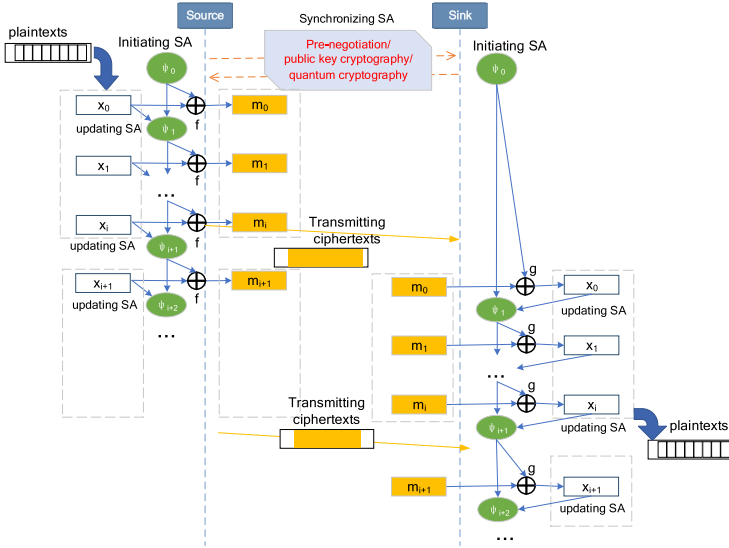 Source
Synchronizing SA
Sink
plaintexts
Initiating SA
Pre-negotiation/
public key cryptography/
quantum cryptography
Initiating SA
ψ0
ψ0
x0
f
m0
updating SA
ψ1
x1
f
m1
...
xi
f
mi
updating SA
ψi+1
Transmitting
ciphertexts
xi+1
f
mi+1
updating SA
ψi+2
...
m0
g
x0
ψ1
updating SA
m1
g
x1
...
mi
g
xi
ψi+1
updating SA
plaintexts
Transmitting
ciphertexts
mi+1
g
xi+1
ψi+2
updating SA
...